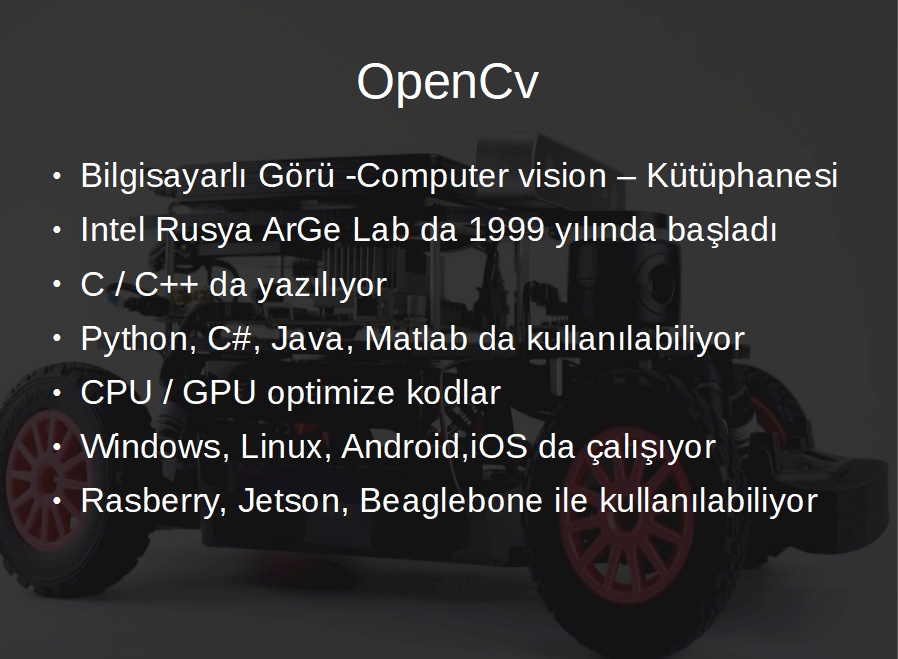 OpenCv
• Bilgisayarlı Görü -Computer vision – Kütüphanesi
• Intel Rusya ArGe Lab da 1999 yılında başladı
• C / C++ da yazılıyor
• Python, C#, Java, Matlab da kullanılabiliyor
• CPU / GPU optimize kodlar
• Windows, Linux, Android,iOS da çalışıyor
• Rasberry, Jetson, Beaglebone ile kullanılabiliyor